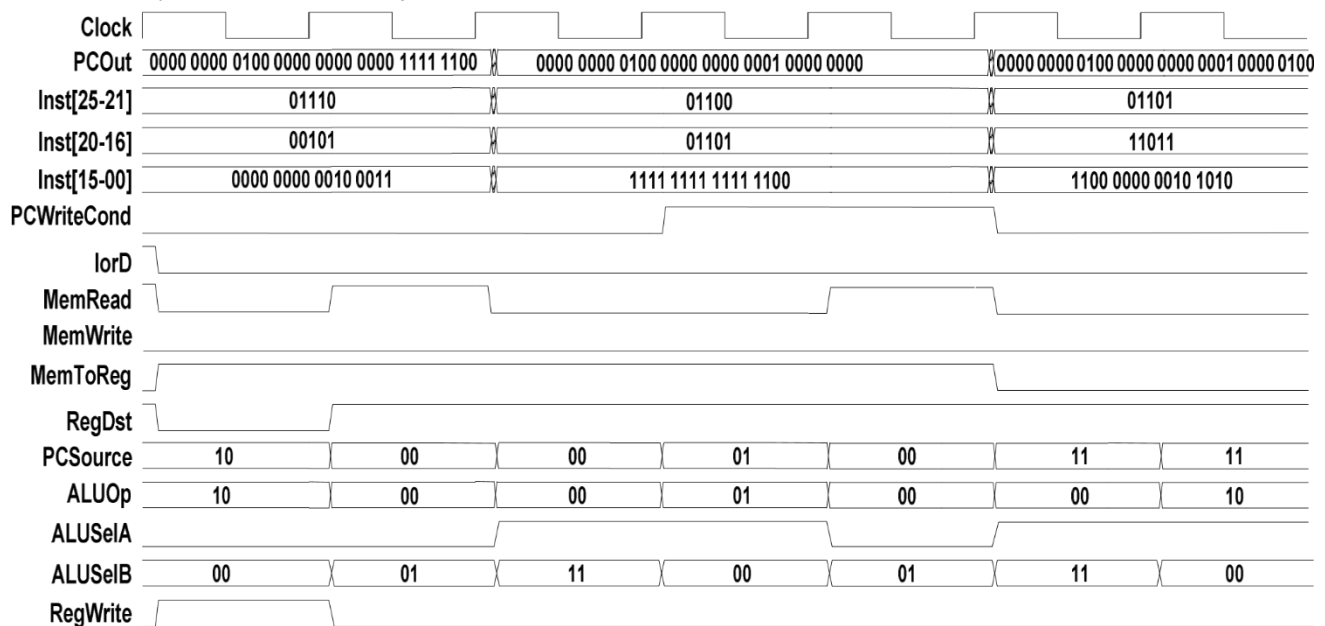 Clock
PCOut 0000 0000 0100 0000 0000 0000 1111 1100 0000 0000 0100 0000 0000 0001 0000 0000 0000 0000 0100 0000 0000 0001 0000 0100
Inst[25-21] 01110 01100 01101
Inst[20-16] 00101 01101 11011
Inst[15-00] 0000 0000 0010 0011 1111 1111 1111 1100 1100 0000 0010 1010
PCWriteCond
IorD
MemRead
MemWrite
MemToReg
RegDst
PCSource 10 00 00 01 00 11 11
ALUOp 10 00 00 01 00 00 10
ALUSelA
ALUSelB 00 01 11 00 01 11 00
RegWrite